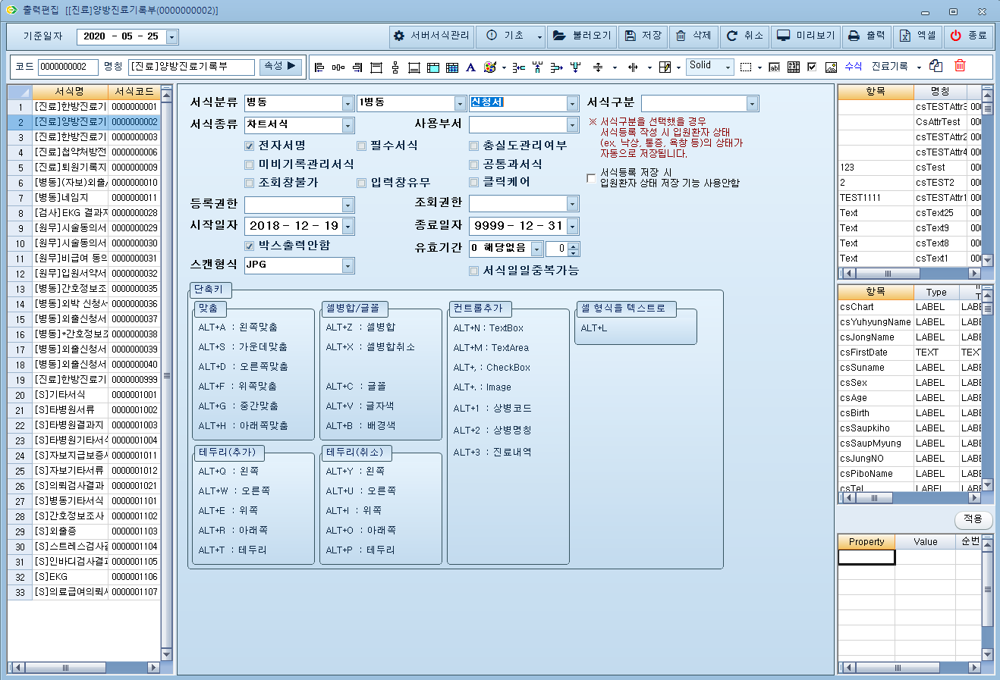 출력편집 [[진료]양방진료기록부(0000000002)]
기준일자 2020 - 05 - 25 서버서식관리 기초 불러오기 저장 삭제 취소 미리보기 출력 엑셀 종료
코드 0000000002 명칭 [진료]양방진료기록부 속성 ▶ A Solid ab 수식 진료기록
서식명 서식코드
1 [진료]한방진료기 0000000001
2 [진료]양방진료기 0000000002
3 [진료]한방진료기 0000000003
4 [진료]첩약처방전 0000000006
5 [진료]퇴원기록지 0000000009
6 [병동](자보)외출/ 0000000010
7 [병동]네임지 0000000011
8 [검사]EKG 결과지 0000000028
9 [원무]시술동의서 0000000029
10 [원무]시술동의서 0000000030
11 [원무]비급여 동의 0000000031
12 [원무]입원서약서 0000000032
13 [병동]간호정보조 0000000035
14 [병동]외박 신청서 0000000036
15 [병동]외출신청서 0000000037
16 [병동]*간호정보조 0000000038
17 [병동]외출신청서 0000000039
18 [병동]외출신청서 0000000040
19 [진료]한방진료기 0000000999
20 [S]기타서식 0000001001
21 [S]타병원서류 0000001002
22 [S]타병원결과지 0000001003
23 [S]타병원기타서식 0000001004
24 [S]자보지급보증서 0000001011
25 [S]자보기타서류 0000001012
26 [S]의뢰검사결과 0000001021
27 [S]병동기타서식 0000001101
28 [S]간호정보조사 0000001102
29 [S]외출증 0000001103
30 [S]스트레스검사결 0000001104
31 [S]인바디검사결과 0000001105
32 [S]EKG 0000001106
33 [S]의료급여의뢰서 0000001107
서식분류 병동 1병동 신청서 서식구분
서식종류 차트서식 사용부서
※ 서식구분을 선택했을 경우
서식등록 작성 시 입원환자 상태
(ex. 낙상, 통증, 욕창 등)의 상태가
자동으로 저장됩니다.
전자서명 필수서식 충실도관리여부
미비기록관리서식 공통과서식
조회창불가 입력창유무 클릭케어
서식등록 저장 시
입원환자 상태 저장 기능 사용안함
등록권한 조회권한
시작일자 2018 - 12 - 19 종료일자 9999 - 12 - 31
박스출력안함 유효기간 0 해당없음 0
스캔형식 JPG 서식일일중복가능
단축키
맞춤
ALT+A : 왼쪽맞춤
ALT+S : 가운데맞춤
ALT+D : 오른쪽맞춤
ALT+F : 위쪽맞춤
ALT+G : 중간맞춤
ALT+H : 아래쪽맞춤
셀병합/글꼴
ALT+Z : 셀병합
ALT+X : 셀병합취소
ALT+C : 글꼴
ALT+V : 글자색
ALT+B : 배경색
컨트롤추가
ALT+N : TextBox
ALT+M : TextArea
ALT+, : CheckBox
ALT+. : Image
ALT+1 : 상병코드
ALT+2 : 상병명칭
ALT+3 : 진료내역
셀 형식을 텍스트로
ALT+L
테두리(추가)
ALT+Q : 왼쪽
ALT+W : 오른쪽
ALT+E : 위쪽
ALT+R : 아래쪽
ALT+T : 테두리
테두리(취소)
ALT+Y : 왼쪽
ALT+U : 오른쪽
ALT+I : 위쪽
ALT+O : 아래쪽
ALT+P : 테두리
항목 명칭
csTESTAttr3 00
CsAttrTest 00
csTESTAttr2 00
csTESTAttr4 00
123 csTest 00
2 csTEST2 00
TEST1111 csTESTAttr1 00
Text csText25 00
Text csText9 00
Text csText8 00
Text csText1 00
항목 Type
csChart LABEL LABE
csYuhyungName LABEL LABE
csJongName LABEL LABE
csFirstDate TEXT TEXT
csSuname LABEL LABE
csSex LABEL LABE
csAge LABEL LABE
csBirth LABEL LABE
csSaupkiho LABEL LABE
csSaupMyung LABEL LABE
csJungNO LABEL LABE
csPiboName LABEL LABE
csTel LABEL LABE
적용
Property Value 순번